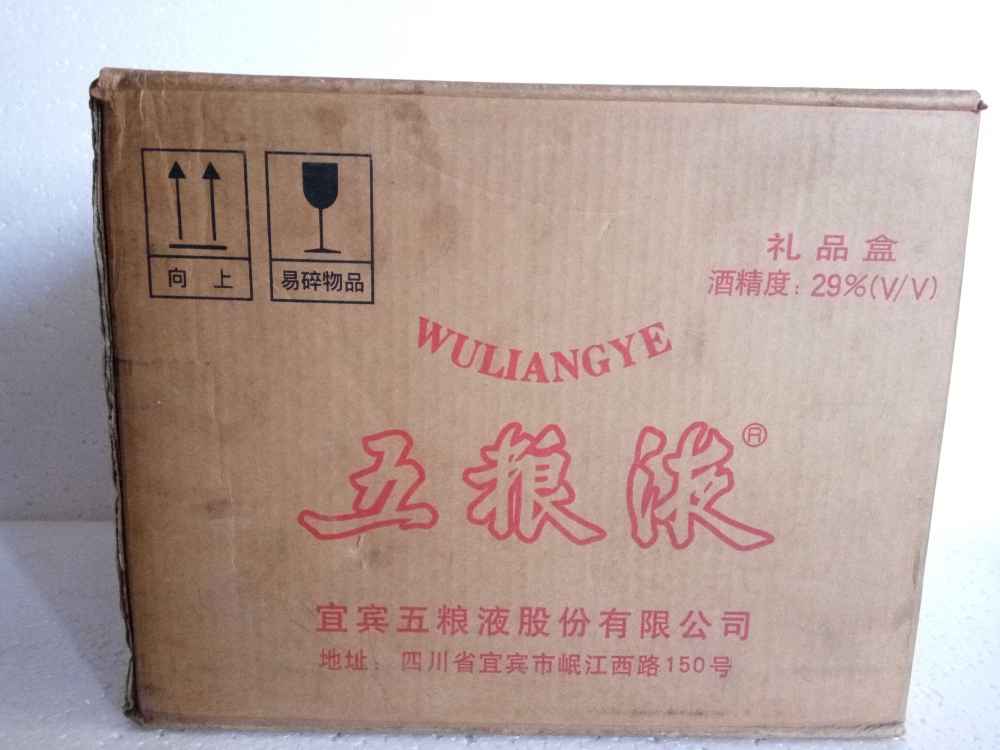 向 上
易碎物品
礼品盒
酒精度：29%(V/V)
WULIANGYE
五粮液®
宜宾五粮液股份有限公司
地址：四川省宜宾市岷江西路150号